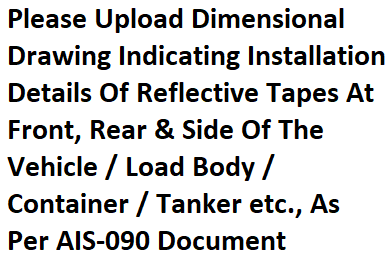 Please Upload Dimensional
Drawing Indicating Installation
Details Of Reflective Tapes At
Front, Rear & Side Of The
Vehicle / Load Body /
Container / Tanker etc., As
Per AIS-090 Document